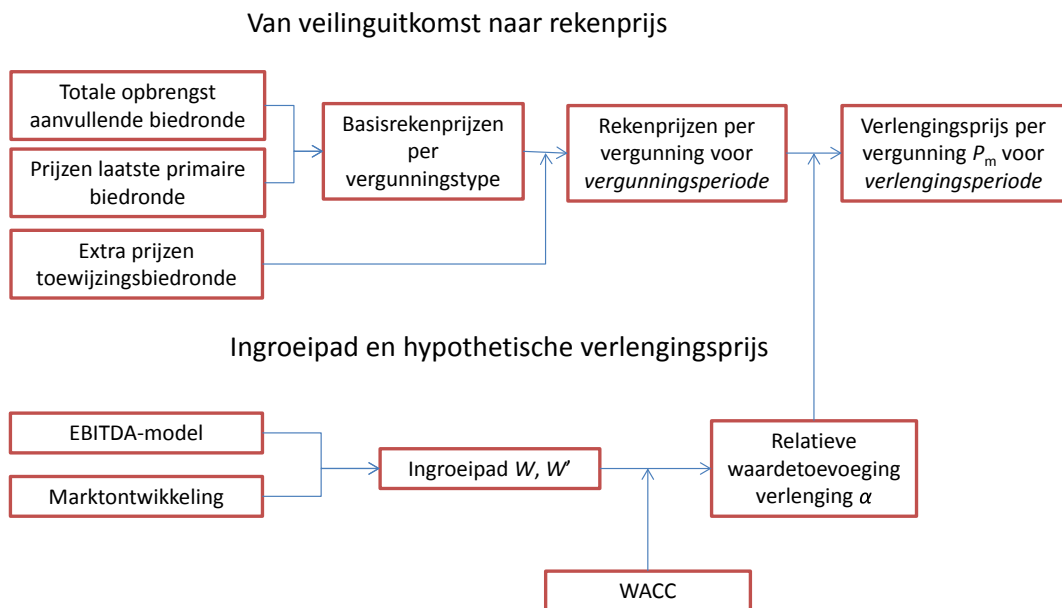 Van veilinguitkomst naar rekenprijs
Totale opbrengst
aanvullende biedronde
Prijzen laatste primaire
biedronde
Extra prijzen
toewijzingsbiedronde
Basisrekenprijzen
per
vergunningstype
Rekenprijzen per
vergunning voor
vergunningsperiode
Verlengingsprijs per
vergunning Pm voor
verlengingsperiode
Ingroeipad en hypothetische verlengingsprijs
EBITDA-model
Marktontwikkeling
Ingroeipad W, W’
Relatieve
waardetoevoeging
verlenging α
WACC